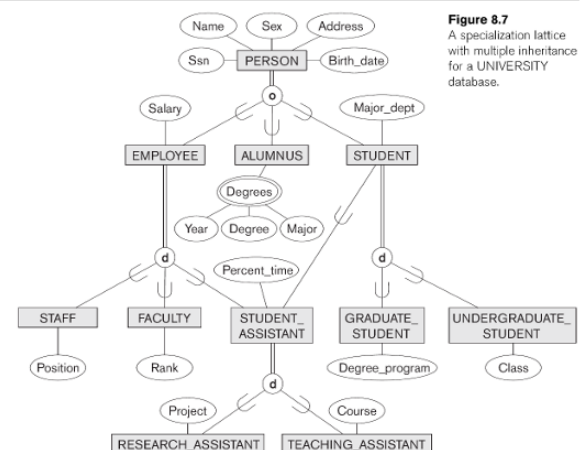 Name
Sex
Address
Ssn
PERSON
Birth_date
Figure 8.7
A specialization lattice
with multiple inheritance
for a UNIVERSITY
database.
o
Salary
Major_dept
EMPLOYEE
ALUMNUS
STUDENT
Degrees
Year
Degree
Major
d
d
Percent_time
STAFF
FACULTY
STUDENT_
ASSISTANT
GRADUATE_
STUDENT
UNDERGRADUATE_
STUDENT
Position
Rank
Degree_program
Class
d
Project
Course
RESEARCH_ASSISTANT
TEACHING_ASSISTANT